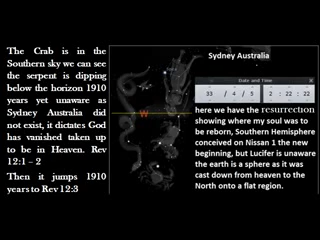 The Crab is in the
Southern sky we can see
the serpent is dipping
below the horizon 1910
years yet unaware as
Sydney Australia did
not exist, it dictates God
has vanished taken up
to be in Heaven. Rev
12:1 – 2
Then it jumps 1910
years to Rev 12:3
Sydney Australia
Date and Time
33 / 4 / 5 2 : 22 : 22
W
here we have the resurrection
showing where my soul was to
be reborn, Southern Hemisphere
conceived on Nissan 1 the new
beginning, but Lucifer is unaware
the earth is a sphere as it was
cast down from heaven to the
North onto a flat region.